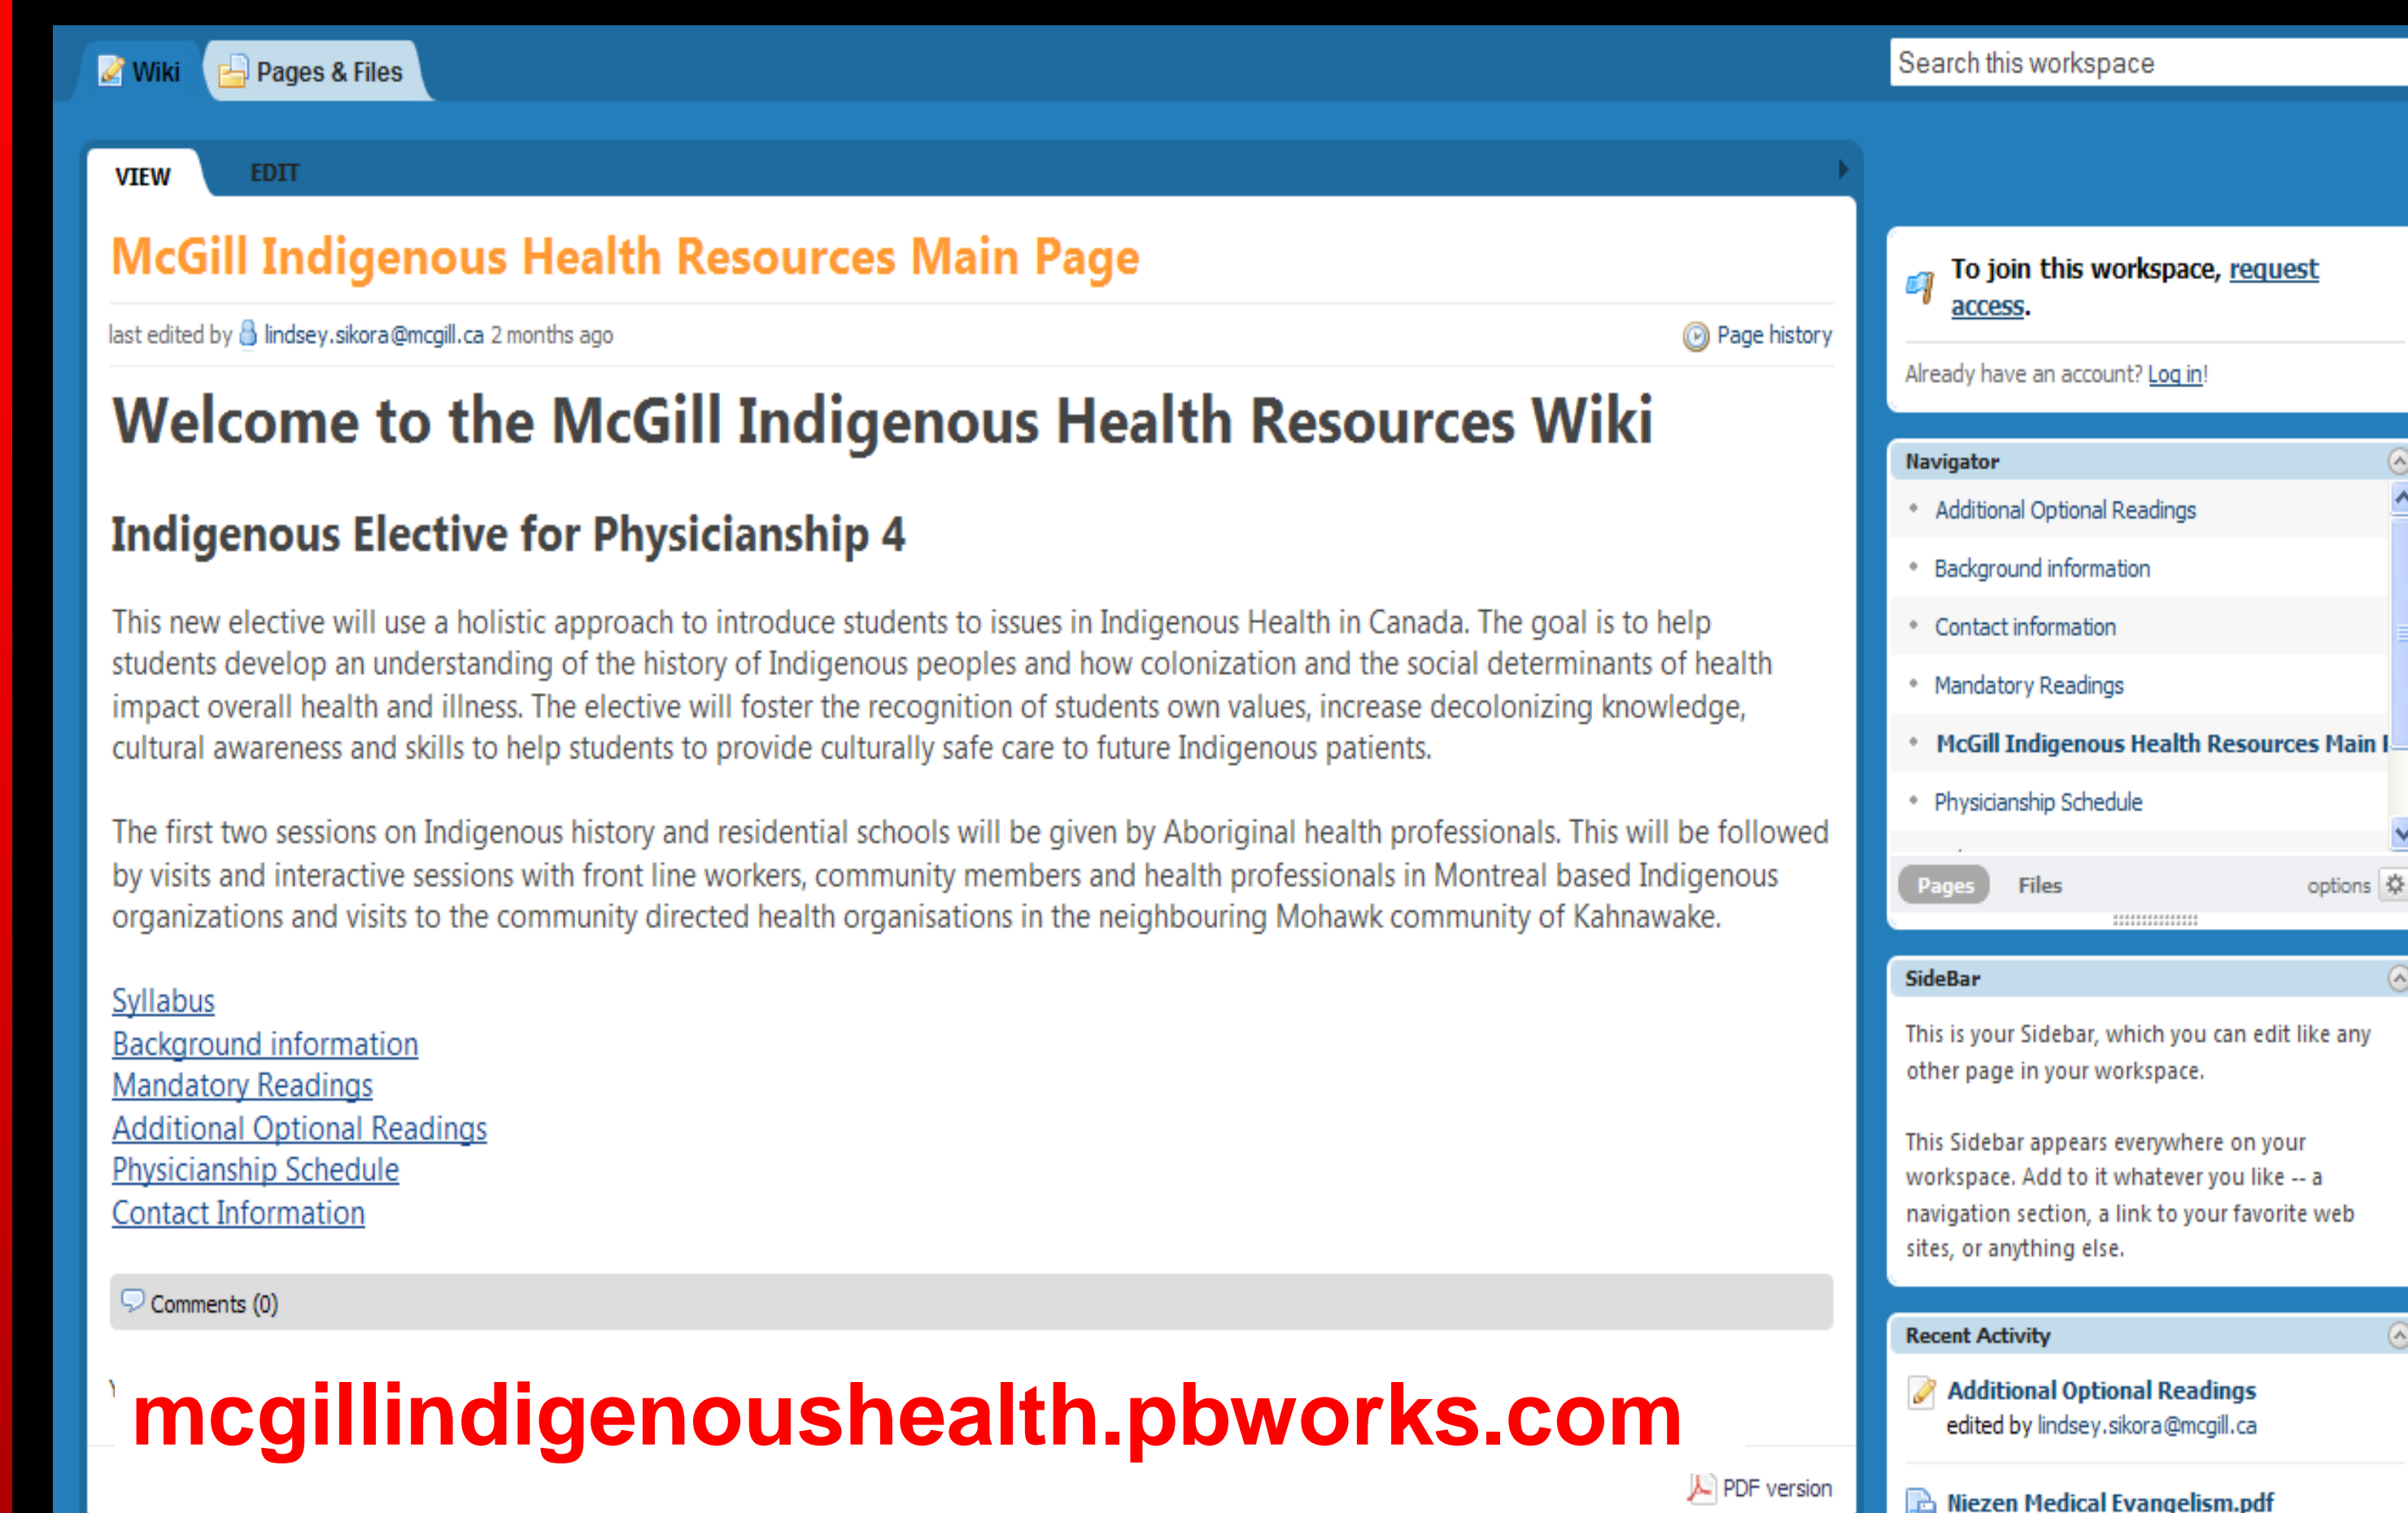 Wiki
Pages & Files
Search this workspace
VIEW
EDIT
McGill Indigenous Health Resources Main Page
last edited by lindsey.sikora@mcgill.ca 2 months ago
Page history
Welcome to the McGill Indigenous Health Resources Wiki
Indigenous Elective for Physicianship 4
This new elective will use a holistic approach to introduce students to issues in Indigenous Health in Canada. The goal is to help
students develop an understanding of the history of Indigenous peoples and how colonization and the social determinants of health
impact overall health and illness. The elective will foster the recognition of students own values, increase decolonizing knowledge,
cultural awareness and skills to help students to provide culturally safe care to future Indigenous patients.
The first two sessions on Indigenous history and residential schools will be given by Aboriginal health professionals. This will be followed
by visits and interactive sessions with front line workers, community members and health professionals in Montreal based Indigenous
organizations and visits to the community directed health organisations in the neighbouring Mohawk community of Kahnawake.
Syllabus
Background information
Mandatory Readings
Additional Optional Readings
Physicianship Schedule
Contact Information
Comments (0)
mcgillindigenoushealth.pbworks.com
PDF version
To join this workspace, request
access.
Already have an account? Log in!
Navigator
Additional Optional Readings
Background information
Contact information
Mandatory Readings
McGill Indigenous Health Resources Main
Physicianship Schedule
Pages
Files
options
SideBar
This is your Sidebar, which you can edit like any
other page in your workspace.
This Sidebar appears everywhere on your
workspace. Add to it whatever you like -- a
navigation section, a link to your favorite web
sites, or anything else.
Recent Activity
Additional Optional Readings
edited by lindsey.sikora@mcgill.ca
Niezen Medical Evangelism.pdf